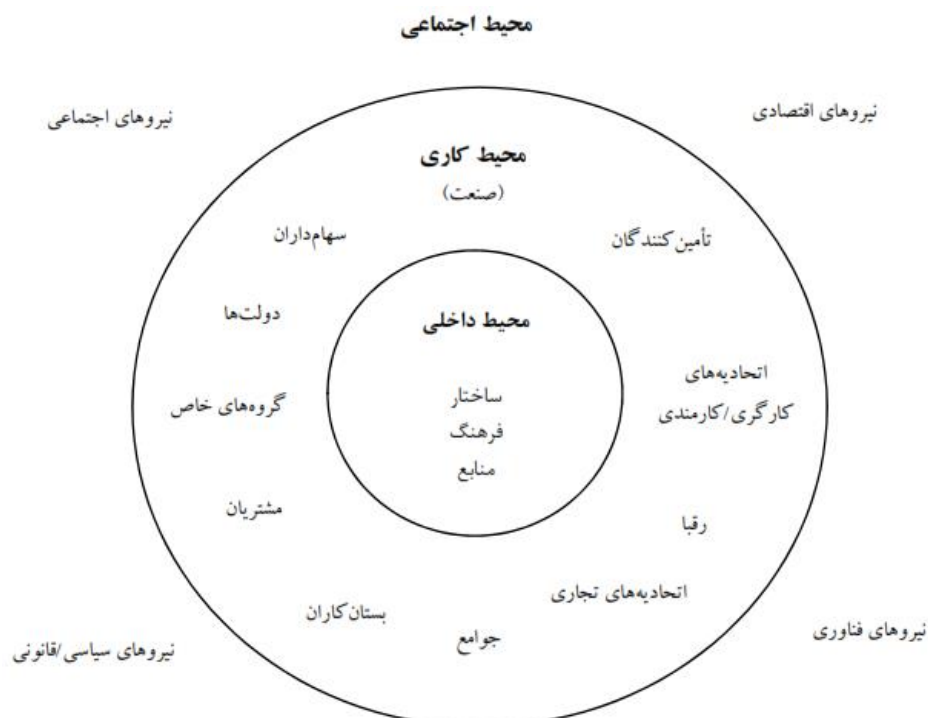 محیط اجتماعی
نیروهای اقتصادی
نیروهای اجتماعی
محیط کاری
(صنعت)
تأمین‌کنندگان
سهام‌داران
محیط داخلی
دولت‌ها
اتحادیه‌های
کارگری/کارمندی
ساختار
گروه‌های خاص
فرهنگ
منابع
مشتریان
رقبا
اتحادیه‌های تجاری
بستان‌کاران
جوامع
نیروهای فناوری
نیروهای سیاسی/قانونی